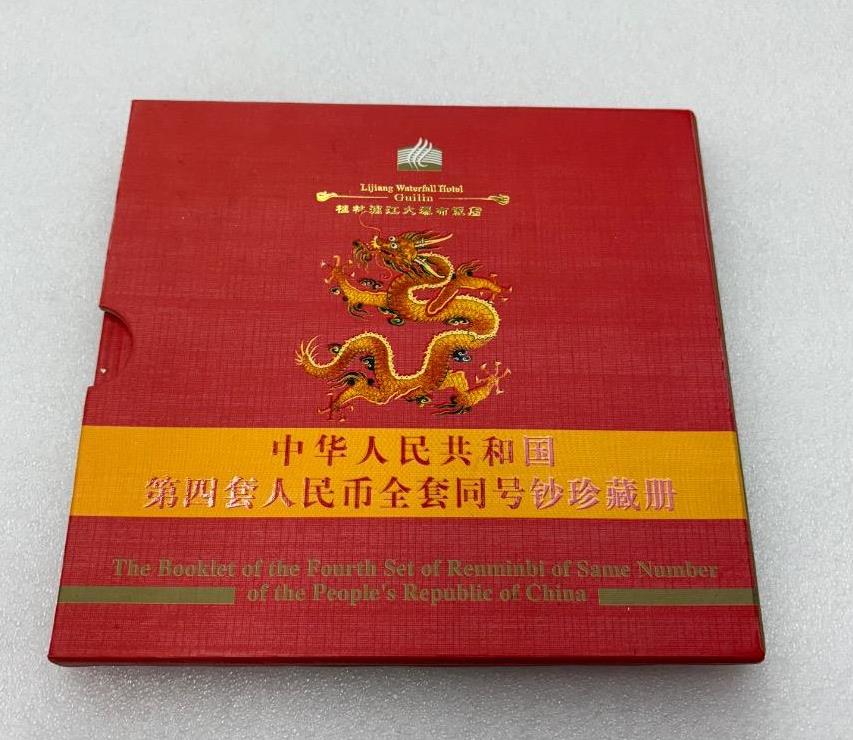 Lijiang Waterfall Hotel
Guilin
桂林漓江大瀑布饭店
中华人民共和国
第四套人民币全套同号钞珍藏册
The Booklet of the Fourth Set of Renminbi of Same Number
of the People's Republic of China